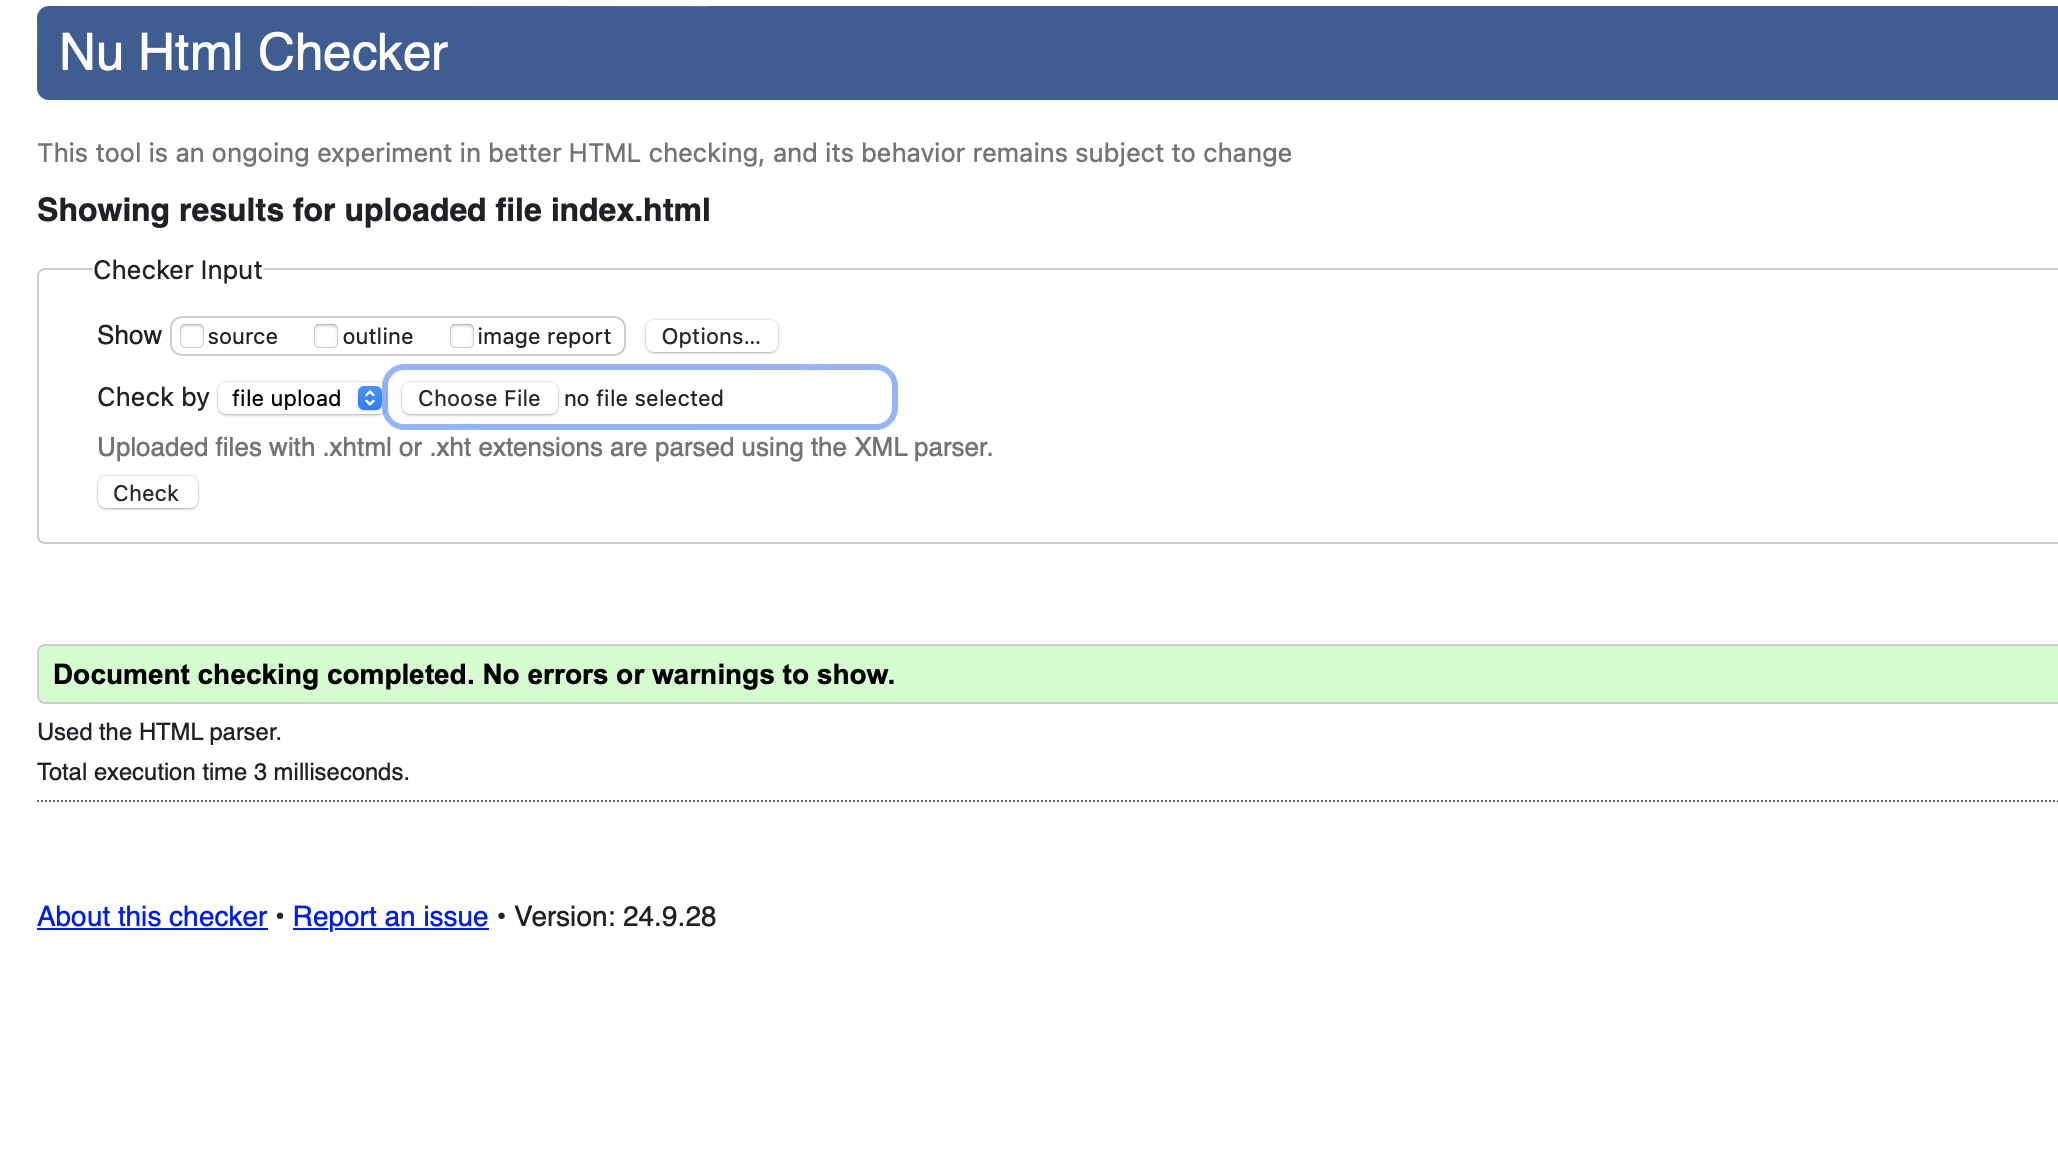 Nu Html Checker
This tool is an ongoing experiment in better HTML checking, and its behavior remains subject to change
Showing results for uploaded file index.html
Checker Input
Show source outline image report Options...
Check by file upload Choose File no file selected
Uploaded files with .xhtml or .xht extensions are parsed using the XML parser.
Check
Document checking completed. No errors or warnings to show.
Used the HTML parser.
Total execution time 3 milliseconds.
About this checker • Report an issue • Version: 24.9.28